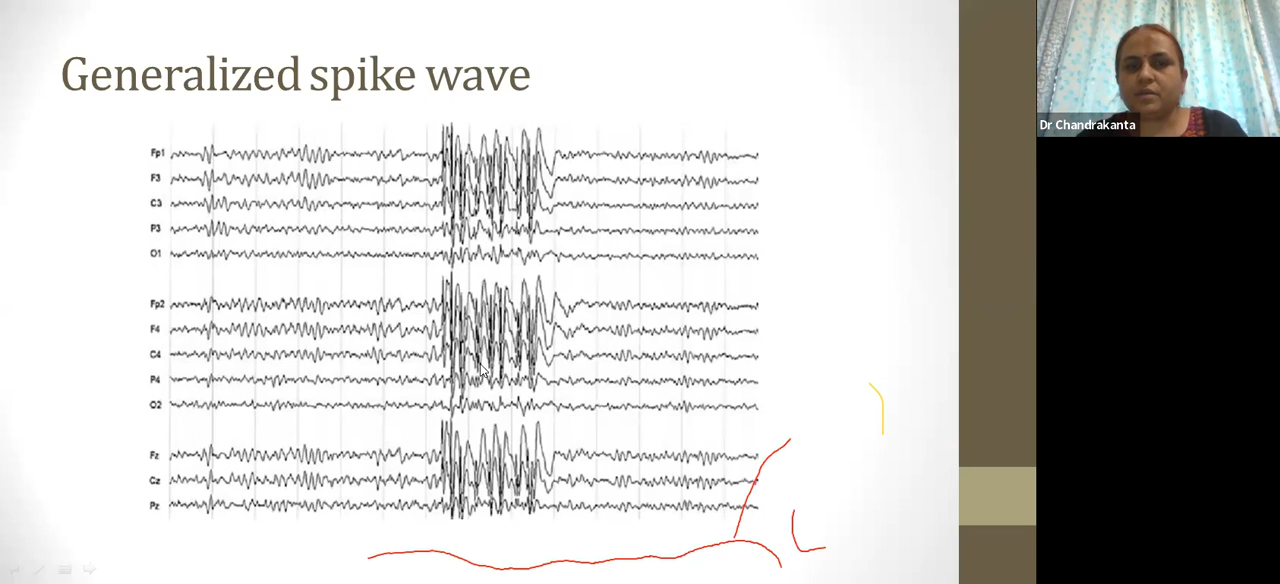 Generalized spike wave
Dr Chandrakanta
Fp1
F3
C3
P3
O1
Fp2
F4
C4
P4
O2
Fz
Cz
Pz